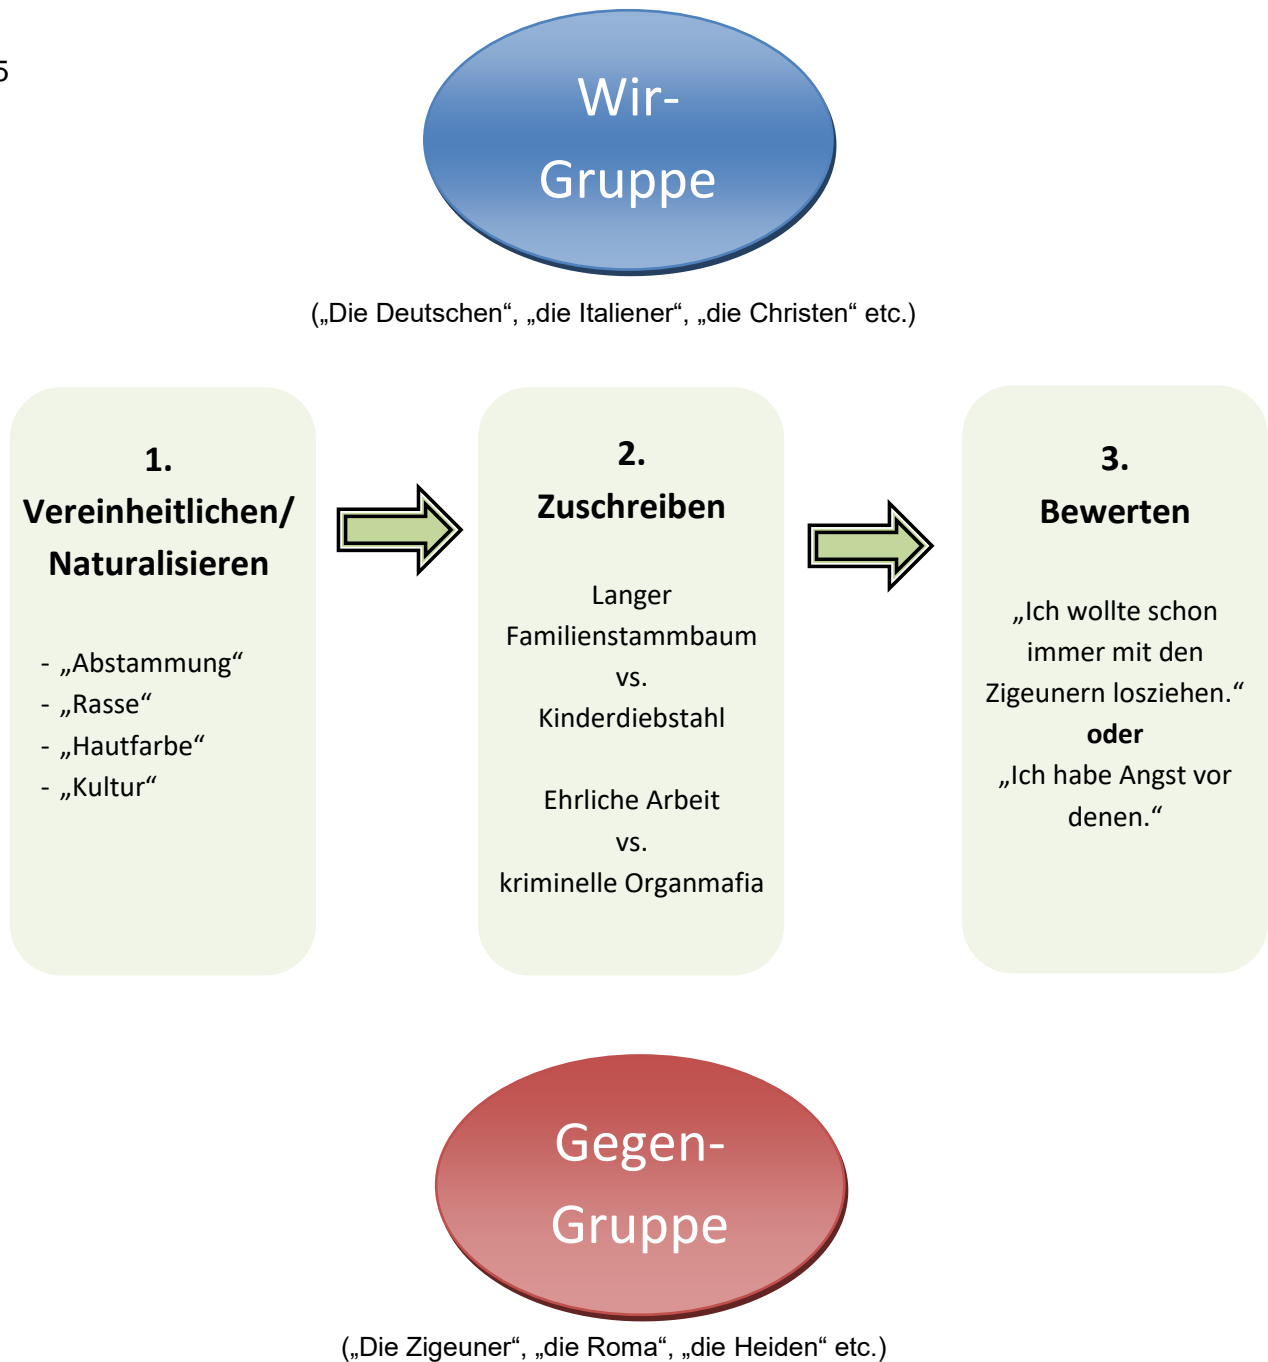 5
Wir-
Gruppe
(„Die Deutschen“, „die Italiener“, „die Christen“ etc.)
1.
Vereinheitlichen/
Naturalisieren
- „Abstammung“
- „Rasse“
- „Hautfarbe“
- „Kultur“
2.
Zuschreiben
Langer
Familienstammbaum
vs.
Kinderdiebstahl
Ehrliche Arbeit
vs.
kriminelle Organmafia
3.
Bewerten
„Ich wollte schon
immer mit den
Zigeunern losziehen.“
oder
„Ich habe Angst vor
denen.“
Gegen-
Gruppe
(„Die Zigeuner“, „die Roma“, „die Heiden“ etc.)